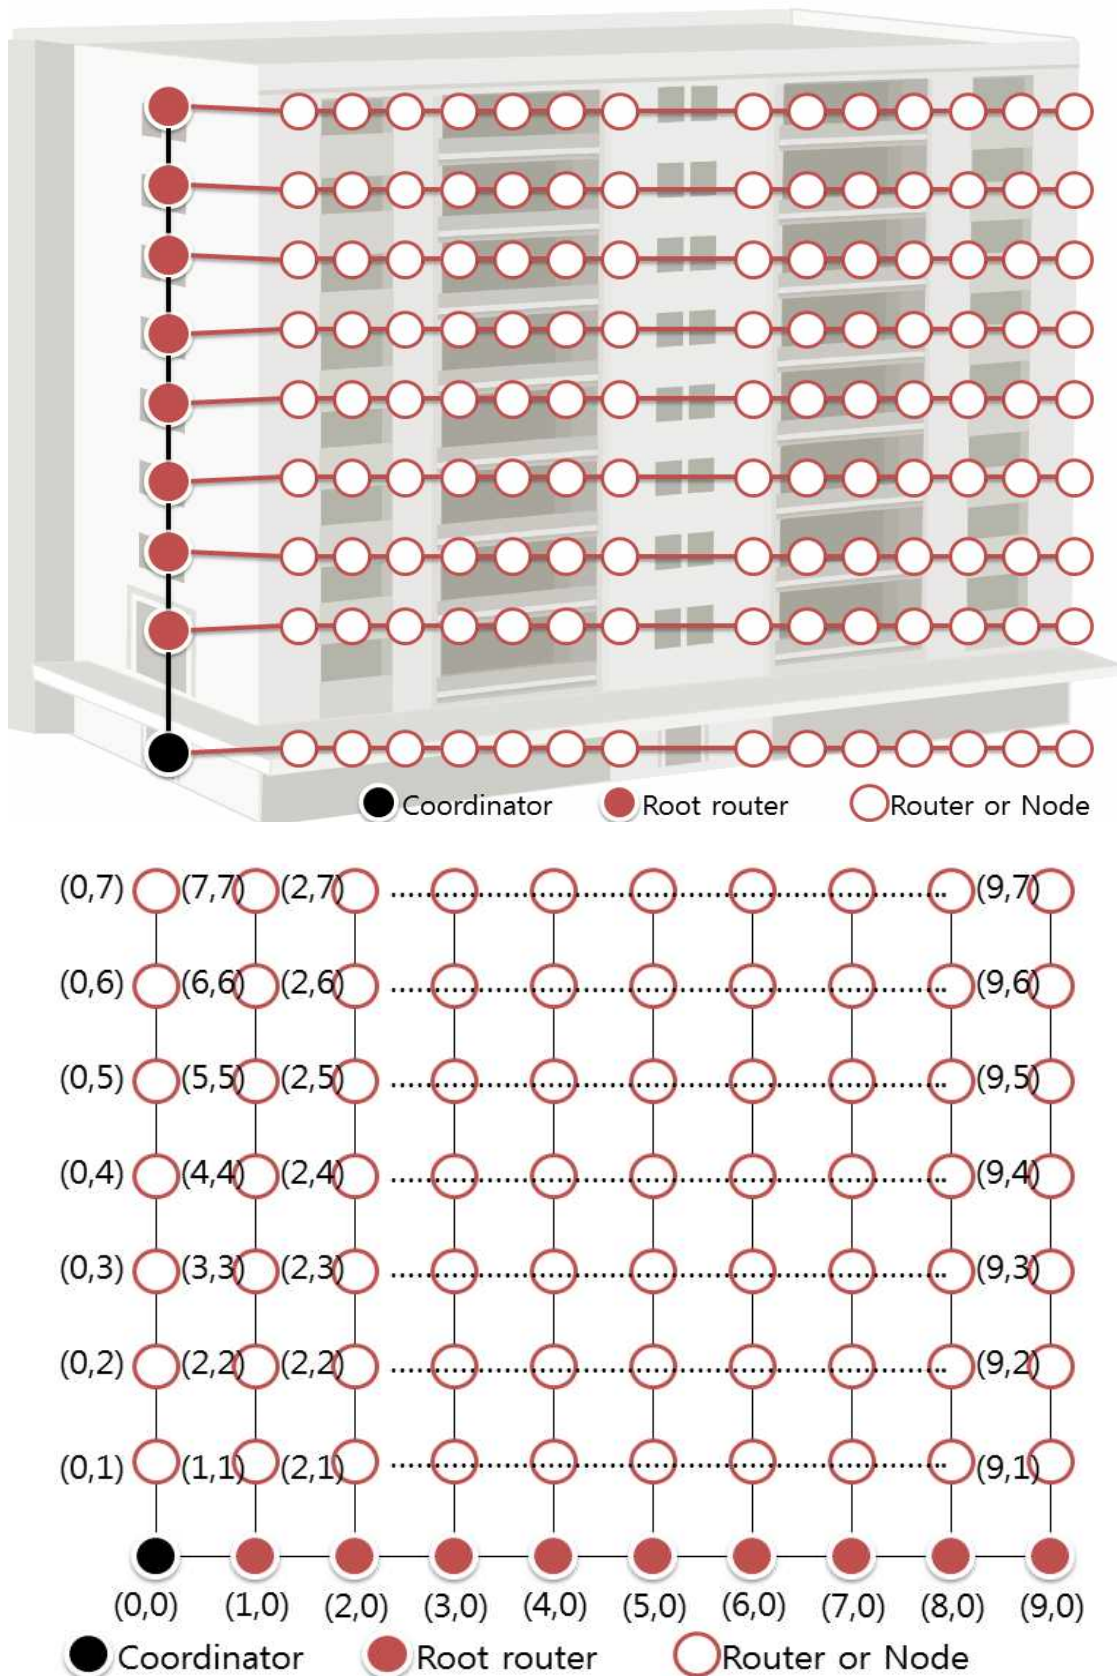 Coordinator Root router Router or Node
(0,7) (7,7) (2,7) ...... (9,7)
(0,6) (6,6) (2,6) ...... (9,6)
(0,5) (5,5) (2,5) ...... (9,5)
(0,4) (4,4) (2,4) ...... (9,4)
(0,3) (3,3) (2,3) ...... (9,3)
(0,2) (2,2) (2,2) ...... (9,2)
(0,1) (1,1) (2,1) ...... (9,1)
(0,0) (1,0) (2,0) (3,0) (4,0) (5,0) (6,0) (7,0) (8,0) (9,0)
Coordinator Root router Router or Node